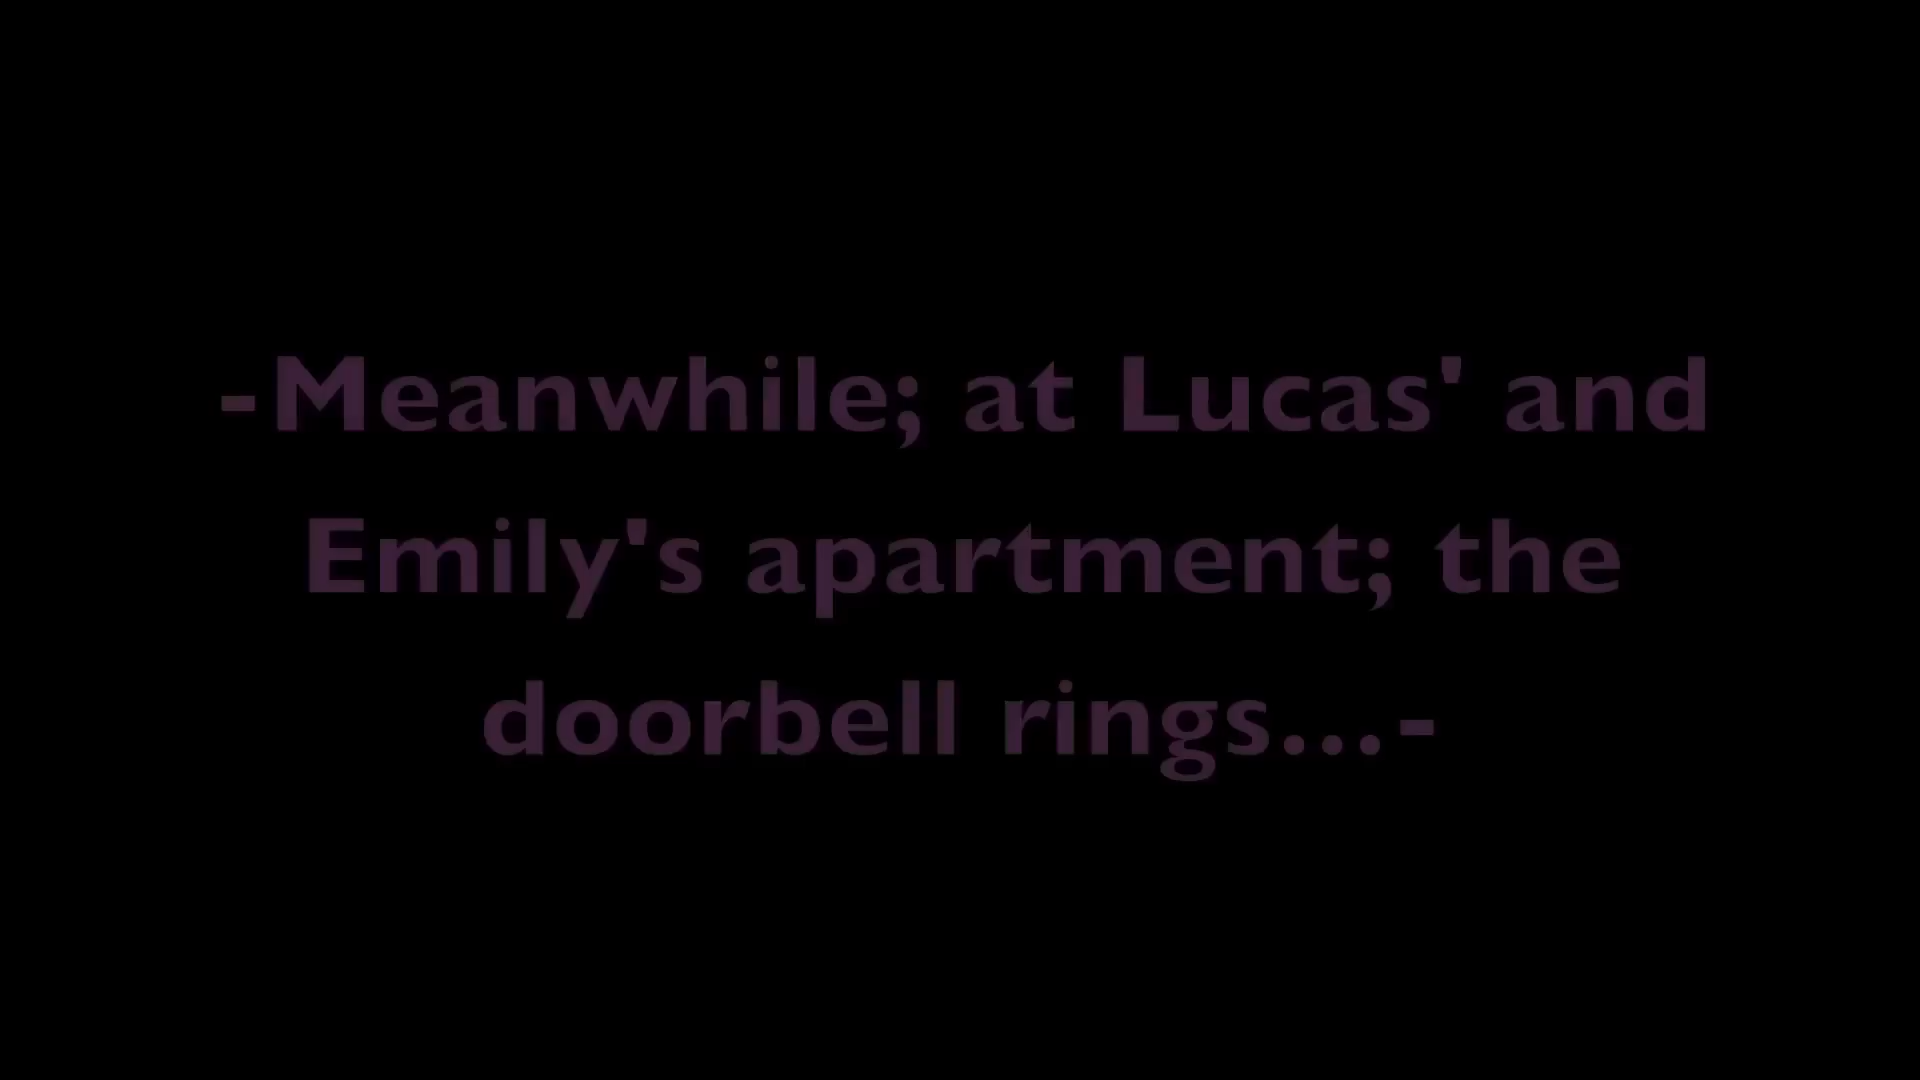 -Meanwhile; at Lucas' and
Emily's apartment; the
doorbell rings...-